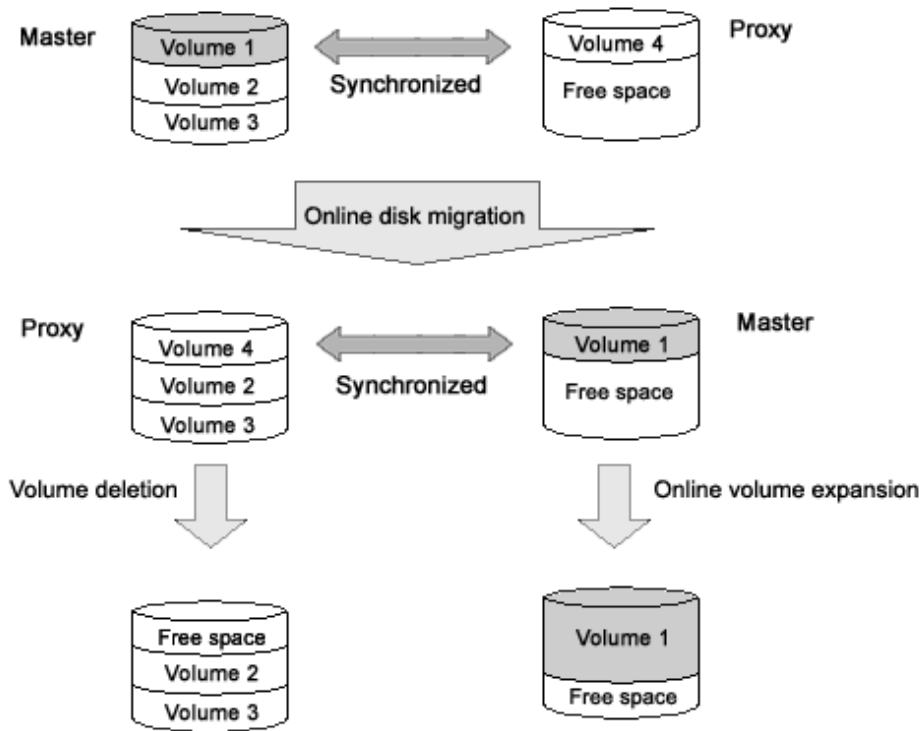 Master
Volume 1
Volume 2
Volume 3
Synchronized
Volume 4
Free space
Proxy
Online disk migration
Proxy
Volume 4
Volume 2
Volume 3
Synchronized
Volume 1
Free space
Master
Volume deletion
Online volume expansion
Free space
Volume 2
Volume 3
Volume 1
Free space